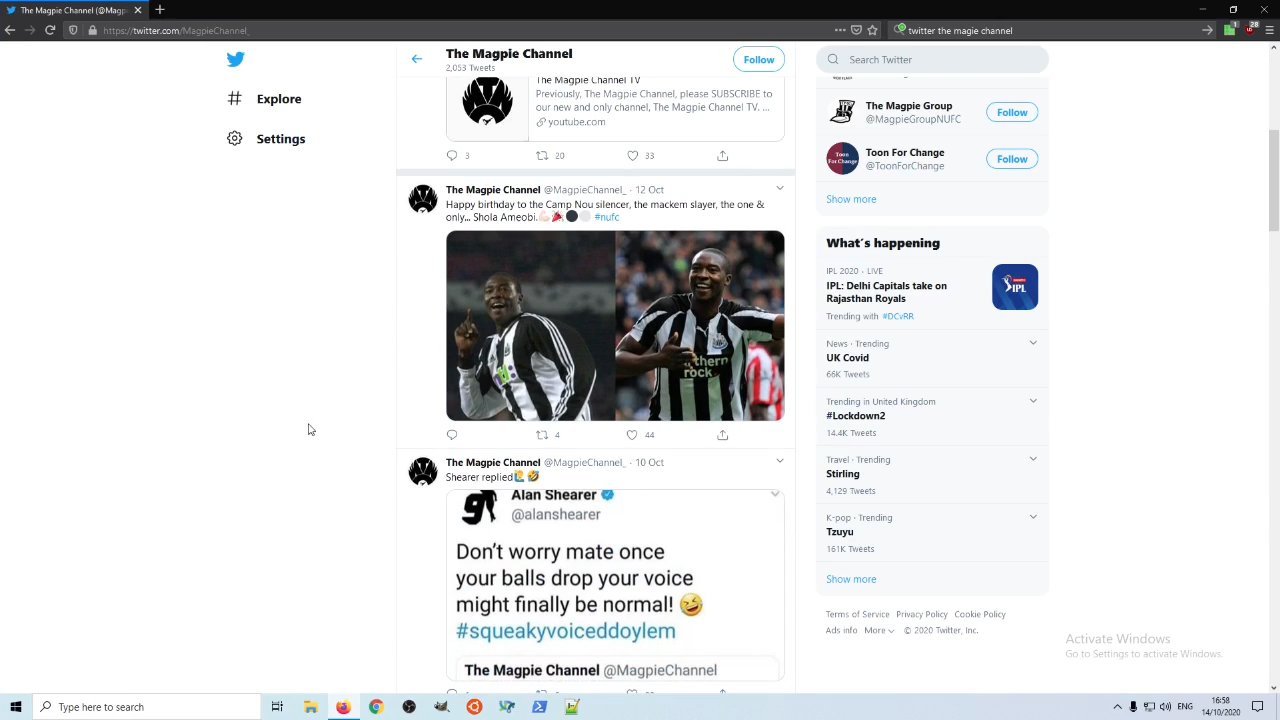 The Magpie Channel (@Magp
https://twitter.com/MagpieChannel_
twitter the magie channel
1
28
Explore
Settings
The Magpie Channel
2,053 Tweets
Follow
The Magpie Channel TV
Previously, The Magpie Channel, please SUBSCRIBE to
our new and only channel, The Magpie Channel TV. ...
youtube.com
3 20 33
The Magpie Channel @MagpieChannel_ · 12 Oct
Happy birthday to the Camp Nou silencer, the mackem slayer, the one &
only... Shola Ameobi.💪🏻🎉⚫⚪ #nufc
thern
rock
4 44
The Magpie Channel @MagpieChannel_ · 10 Oct
Shearer replied🙋‍♂️🤣
Alan Shearer
@alanshearer
Don't worry mate once
your balls drop your voice
might finally be normal! 😆
#squeakyvoiceddoylem
The Magpie Channel @MagpieChannel
Search Twitter
The Magpie Group
@MagpieGroupNUFC
Follow
Toon
For Change
Toon For Change
@ToonForChange
Follow
Show more
What's happening
IPL 2020 · LIVE
IPL: Delhi Capitals take on
Rajasthan Royals
Trending with #DCvRR
IPL
News · Trending
UK Covid
66K Tweets
Trending in United Kingdom
#Lockdown2
14.4K Tweets
Travel · Trending
Stirling
4,129 Tweets
K-pop · Trending
Tzuyu
161K Tweets
Show more
Terms of Service Privacy Policy Cookie Policy
Ads info More © 2020 Twitter, Inc.
Activate Windows
Go to Settings to activate Windows.
Type here to search
ENG
16:58
14/10/2020